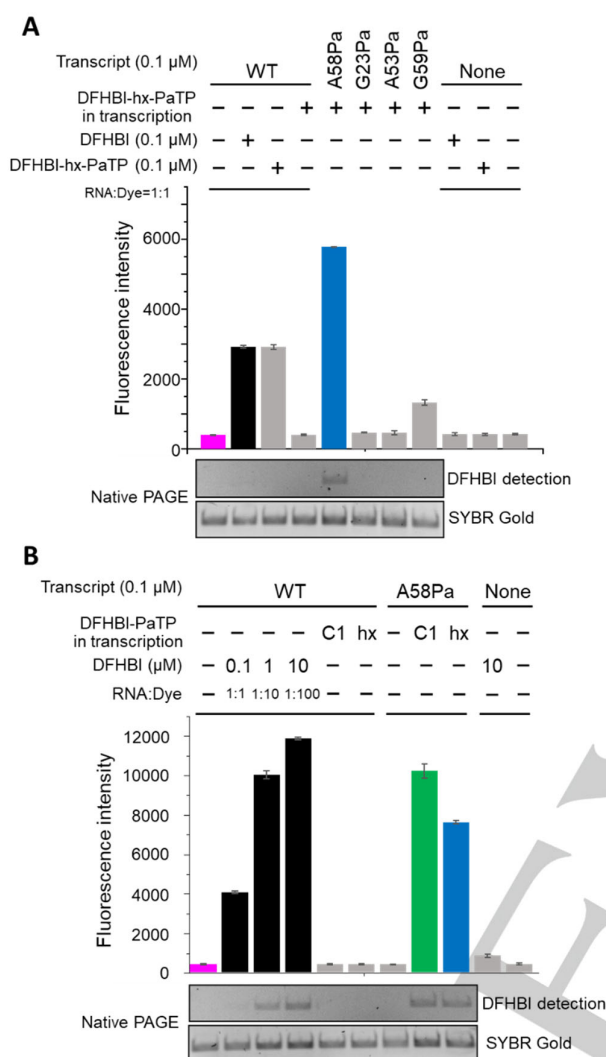 A
Transcript (0.1 µM) WT A58Pa G23Pa A53Pa G59Pa None
DFHBI-hx-PaTP in transcription − − − + + + + + − − −
DFHBI (0.1 µM) − + − − − − − − + − −
DFHBI-hx-PaTP (0.1 µM) − − + − − − − − − + −
RNA:Dye=1:1
Fluorescence intensity
6000
4000
2000
0
Native PAGE
DFHBI detection
SYBR Gold
B
Transcript (0.1 µM) WT A58Pa None
DFHBI-PaTP in transcription − − − − C1 hx − C1 hx − −
DFHBI (µM) − 0.1 1 10 − − − − − 10 −
RNA:Dye − 1:1 1:10 1:100 − − − − − − −
Fluorescence intensity
12000
10000
8000
6000
4000
2000
0
Native PAGE
DFHBI detection
SYBR Gold